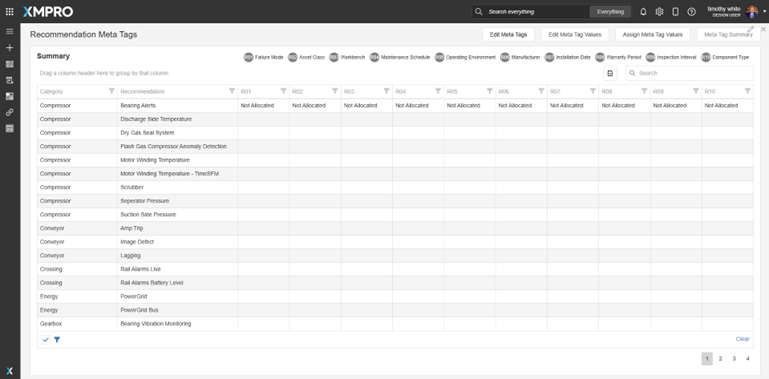 XMPRO Search everything Everything timothy white
DESIGN USER
Recommendation Meta Tags Edit Meta Tags Edit Meta Tag Values Assign Meta Tag Values Meta Tag Summary
Summary R01 Failure Mode R02 Asset Class R03 Workbench R04 Maintenance Schedule R05 Operating Environment R06 Manufacturer R07 Installation Date R08 Warranty Period R09 Inspection Interval R10 Component Type
Drag a column header here to group by that column Search
Category Recommendation R01 R02 R03 R04 R05 R06 R07 R08 R09 R10
Compressor Bearing Alerts Not Allocated Not Allocated Not Allocated Not Allocated Not Allocated Not Allocated Not Allocated Not Allocated Not Allocated Not Allocated
Compressor Discharge Side Temperature
Compressor Dry Gas Seal System
Compressor Flash Gas Compressor Anomaly Detection
Compressor Motor Winding Temperature
Compressor Motor Winding Temperature - TimeSFM
Compressor Scrubber
Compressor Seperator Pressure
Compressor Suction Side Pressure
Conveyor Amp Trip
Conveyor Image Defect
Conveyor Lagging
Crossing Rail Alarms Live
Crossing Rail Alarms Battery Level
Energy PowerGrid
Energy PowerGrid Bus
Gearbox Bearing Vibration Monitoring
Clear
1 2 3 4